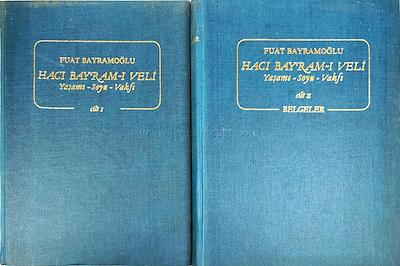 FUAT BAYRAMOĞLU
HACI BAYRAM-I VELİ
Yaşamı - Soyu - Vakfı
cilt I
FUAT BAYRAMOĞLU
HACI BAYRAM-I VELİ
Yaşamı - Soyu - Vakfı
cilt II
BELGELER